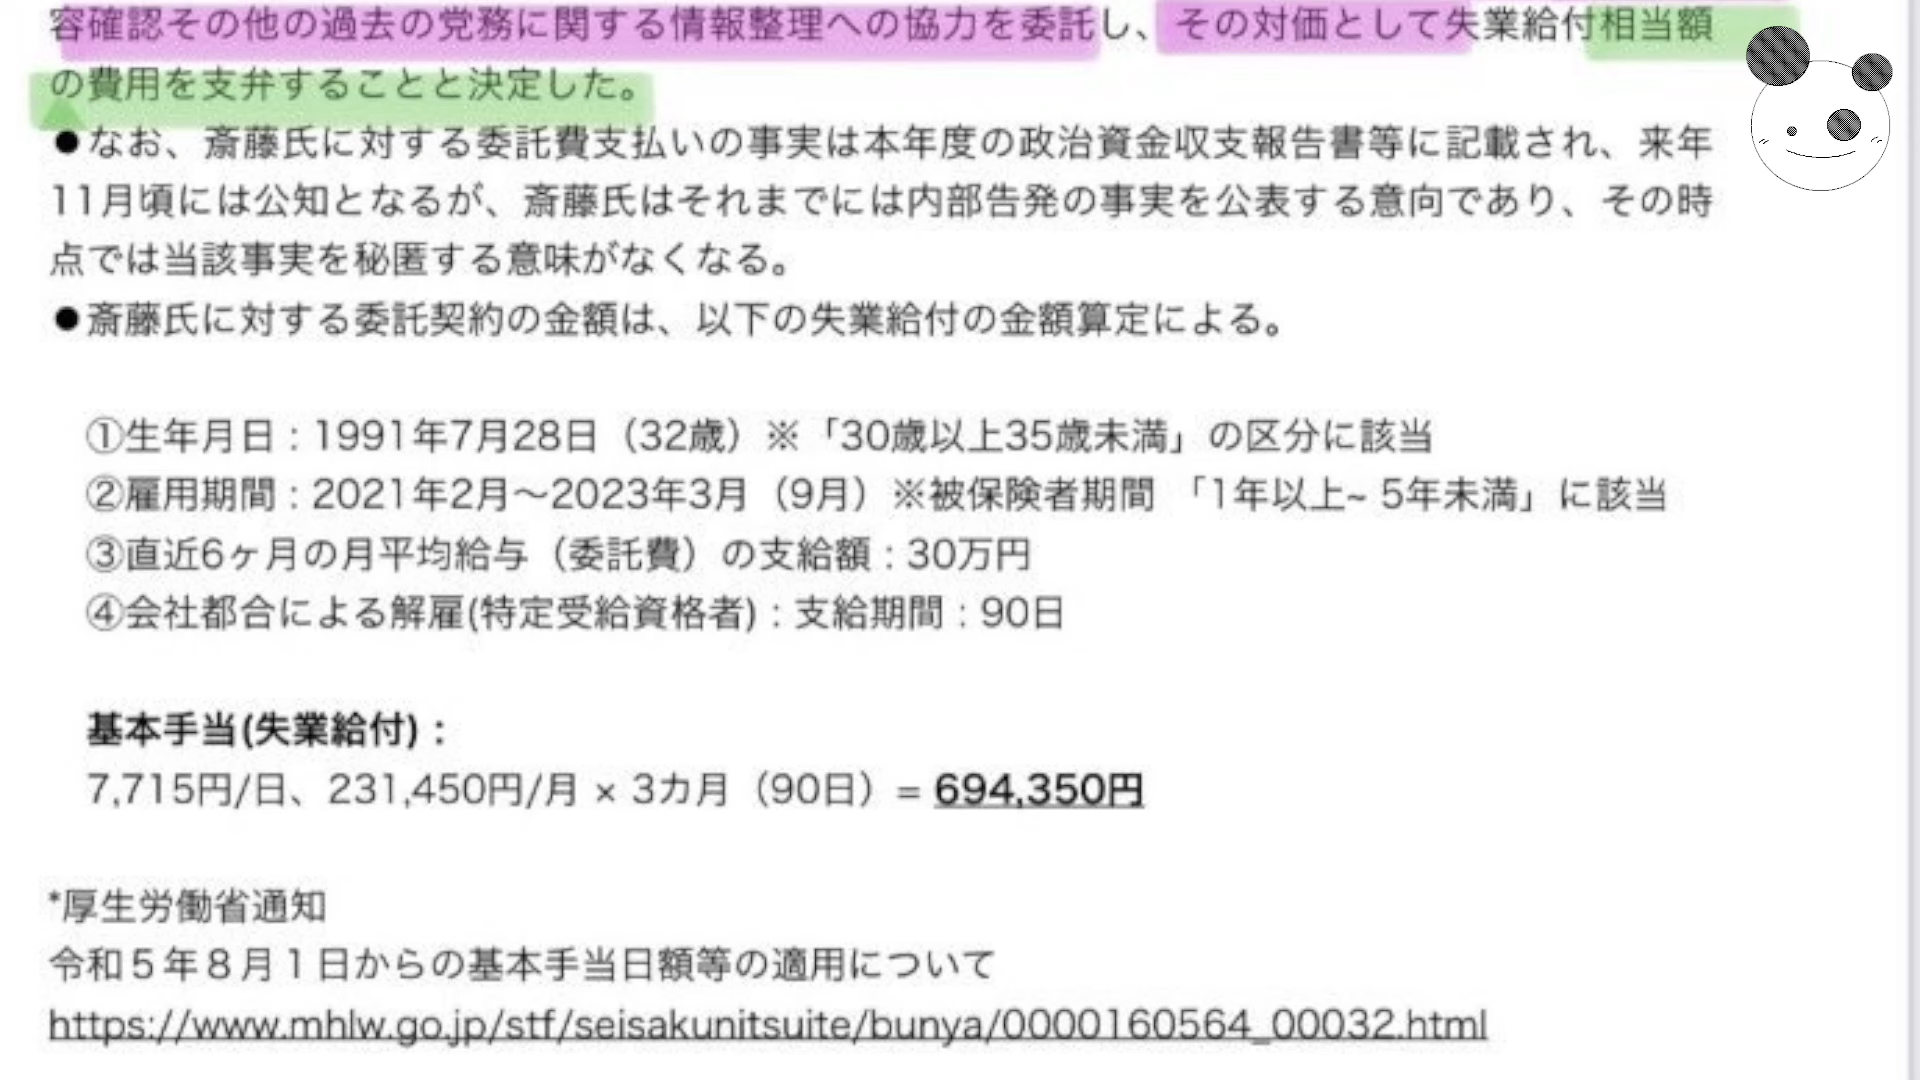 容確認その他の過去の党務に関する情報整理への協力を委託し、その対価として失業給付相当額
の費用を支弁することと決定した。
●なお、斎藤氏に対する委託費支払いの事実は本年度の政治資金収支報告書等に記載され、来年
11月頃には公知となるが、斎藤氏はそれまでには内部告発の事実を公表する意向であり、その時
点では当該事実を秘匿する意味がなくなる。
●斎藤氏に対する委託契約の金額は、以下の失業給付の金額算定による。
①生年月日：1991年7月28日（32歳）※「30歳以上35歳未満」の区分に該当
②雇用期間：2021年2月〜2023年3月（9月）※被保険者期間 「1年以上~ 5年未満」に該当
③直近6ヶ月の月平均給与（委託費）の支給額：30万円
④会社都合による解雇(特定受給資格者)：支給期間：90日
基本手当(失業給付)：
7,715円/日、231,450円/月 × 3カ月（90日）= 694,350円
*厚生労働省通知
令和５年８月１日からの基本手当日額等の適用について
https://www.mhlw.go.jp/stf/seisakunitsuite/bunya/0000160564_00032.html